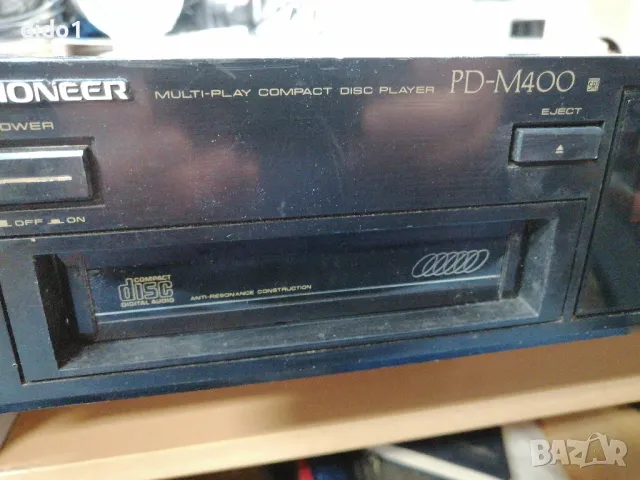 cido1
IONEER
MULTI-PLAY COMPACT DISC PLAYER PD-M400
OWER
EJECT
OFF ON
COMPACT
disc
DIGITAL AUDIO
ANTI-RESONANCE CONSTRUCTION
BAZAR